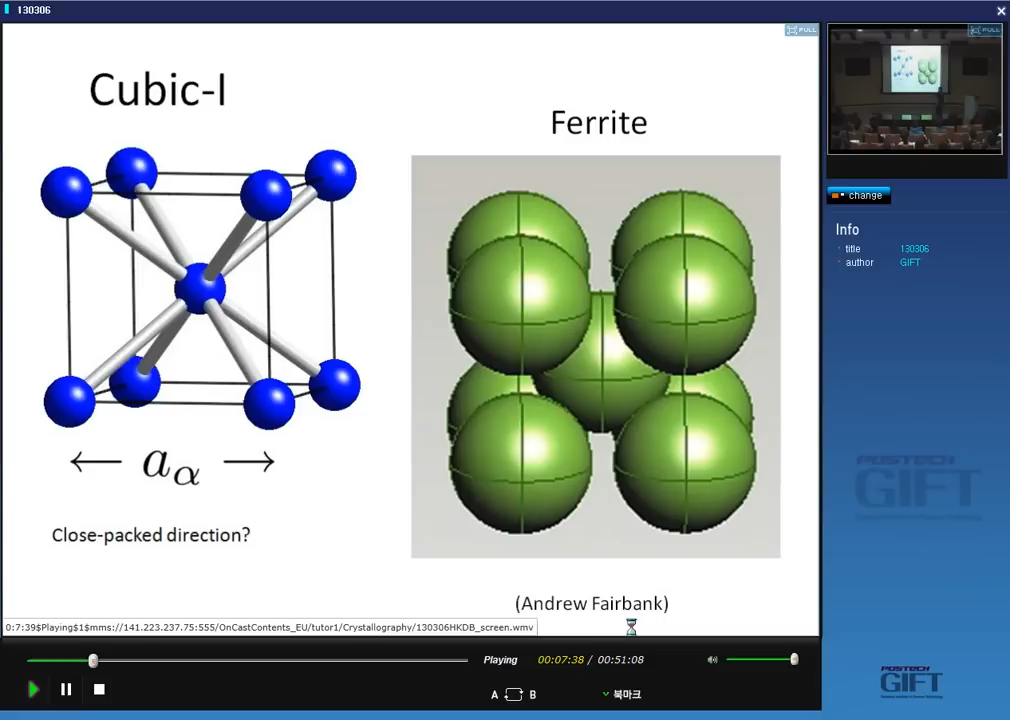 130306
FULL
Cubic-I
Ferrite
← aα →
Close-packed direction?
(Andrew Fairbank)
0:7:39$Playing$1$mms://141.223.237.75:555/OnCastContents_EU/tutor1/Crystallography/130306HKDB_screen.wmv
Playing 00:07:38 / 00:51:08
A B 북마크
FULL
change
Info
title 130306
author GIFT
POSTECH
GIFT
POSTECH
GIFT